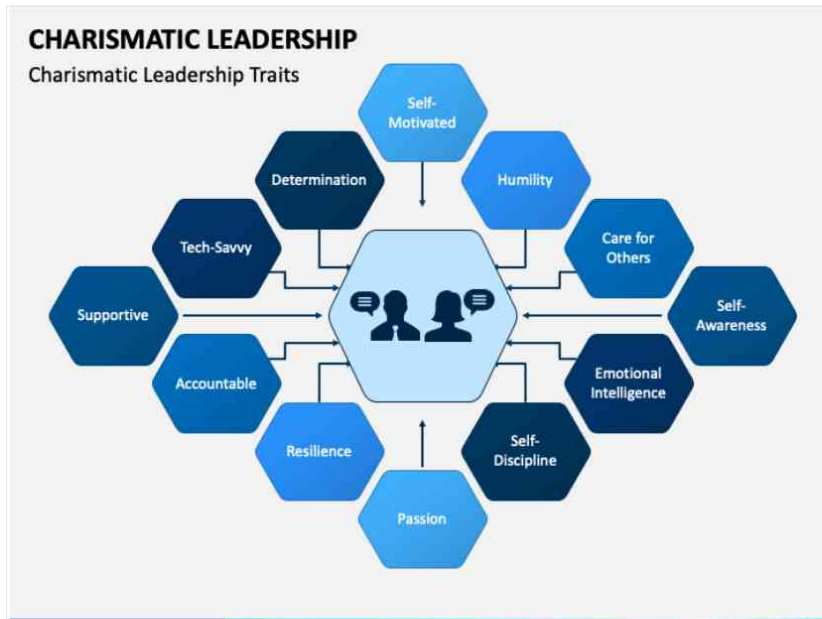 CHARISMATIC LEADERSHIP
Charismatic Leadership Traits
Self-
Motivated
Determination
Humility
Tech-Savvy
Care for
Others
Supportive
Self-
Awareness
Accountable
Emotional
Intelligence
Resilience
Self-
Discipline
Passion